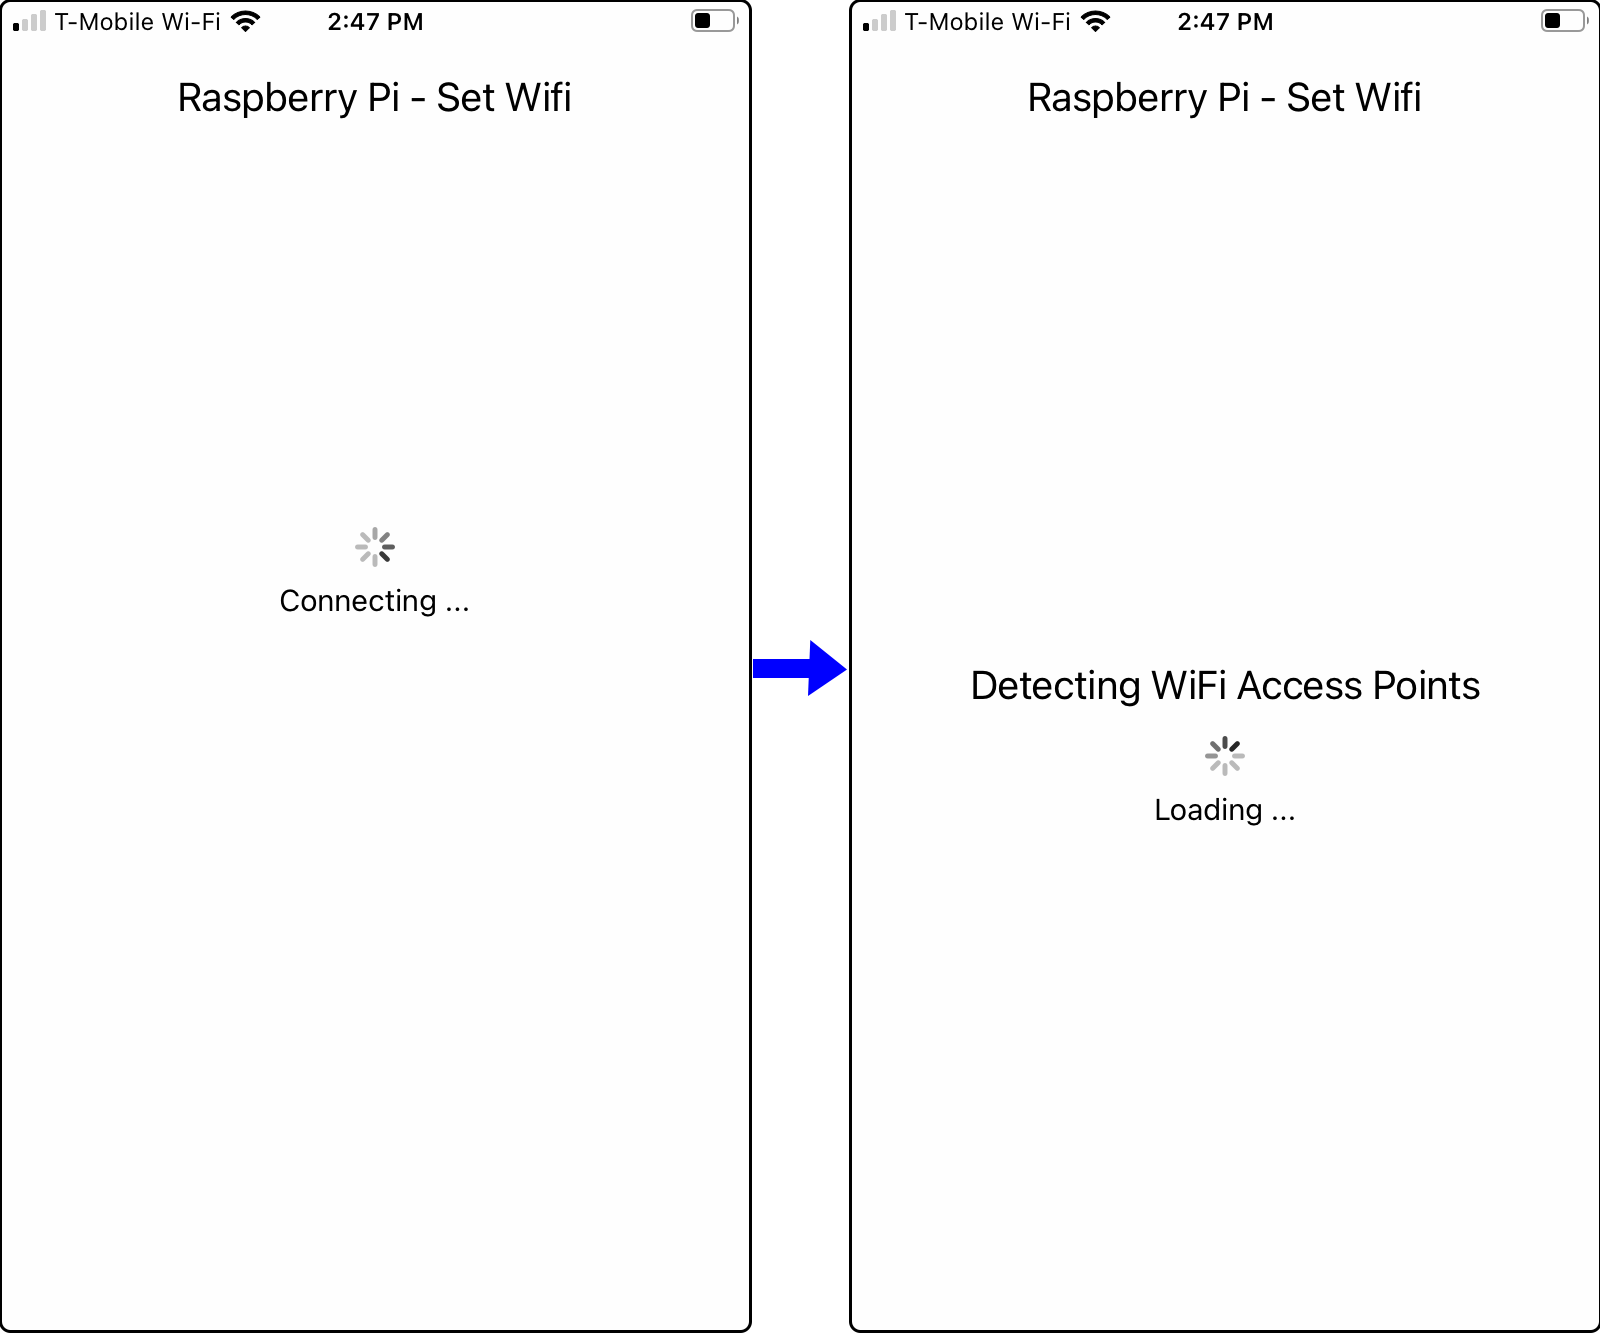 T-Mobile Wi-Fi 2:47 PM
Raspberry Pi - Set Wifi
Connecting ...
T-Mobile Wi-Fi 2:47 PM
Raspberry Pi - Set Wifi
Detecting WiFi Access Points
Loading ...